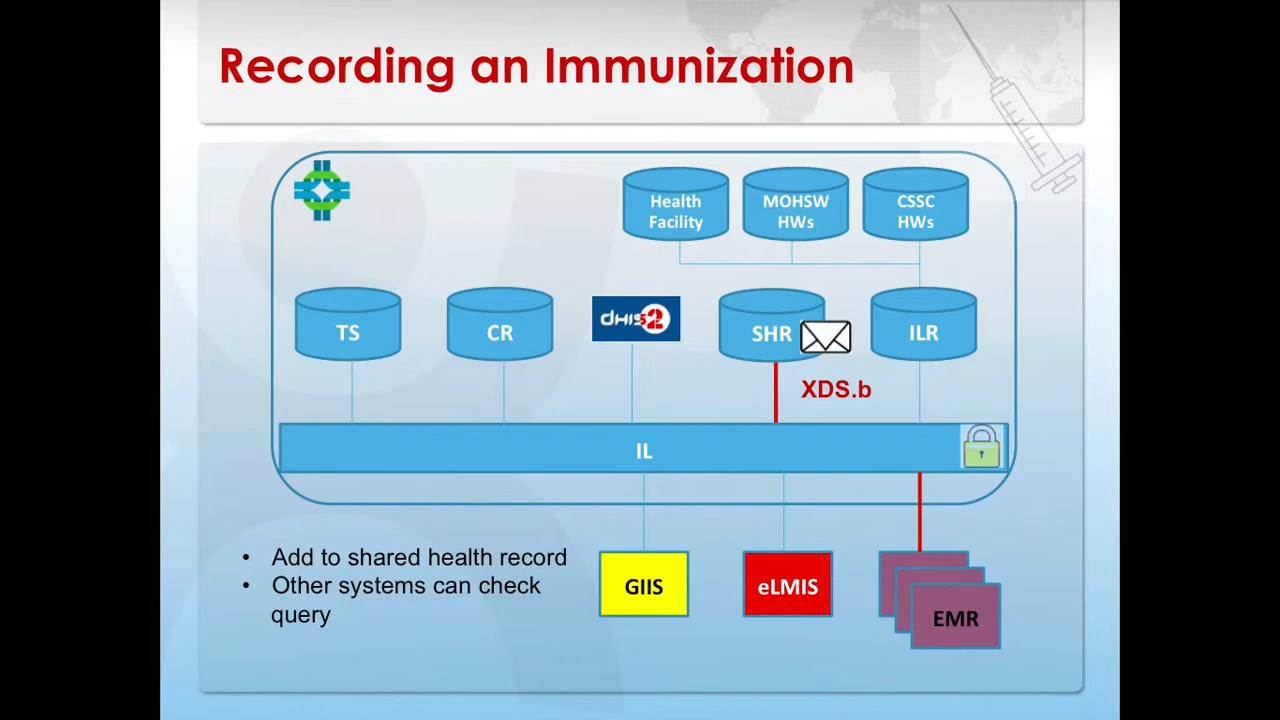 Recording an Immunization
Health
Facility
MOHSW
HWs
CSSC
HWs
TS
CR
dHIS2
SHR
ILR
XDS.b
IL
• Add to shared health record
• Other systems can check
query
GIIS
eLMIS
EMR